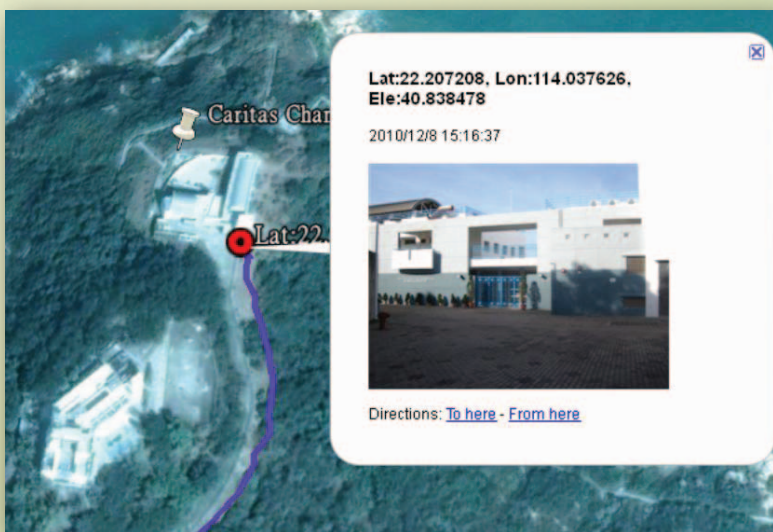 Caritas Char
Lat:22.
Lat:22.207208, Lon:114.037626,
Ele:40.838478
2010/12/8 15:16:37
Directions: To here - From here